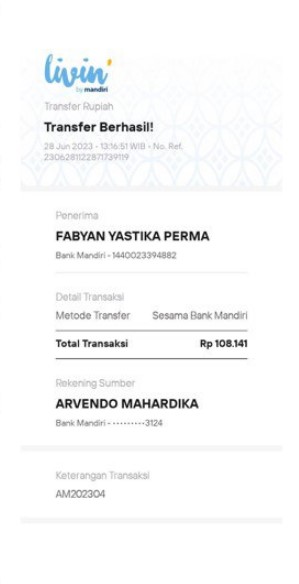 livin'
by mandiri
Transfer Rupiah
Transfer Berhasil!
28 Jun 2023 • 13:16:51 WIB • No. Ref.
2306281122871739119
Penerima
FABYAN YASTIKA PERMA
Bank Mandiri - 1440023394882
Detail Transaksi
Metode Transfer Sesama Bank Mandiri
Total Transaksi Rp 108.141
Rekening Sumber
ARVENDO MAHARDIKA
Bank Mandiri - •••••••••3124
Keterangan Transaksi
AM202304